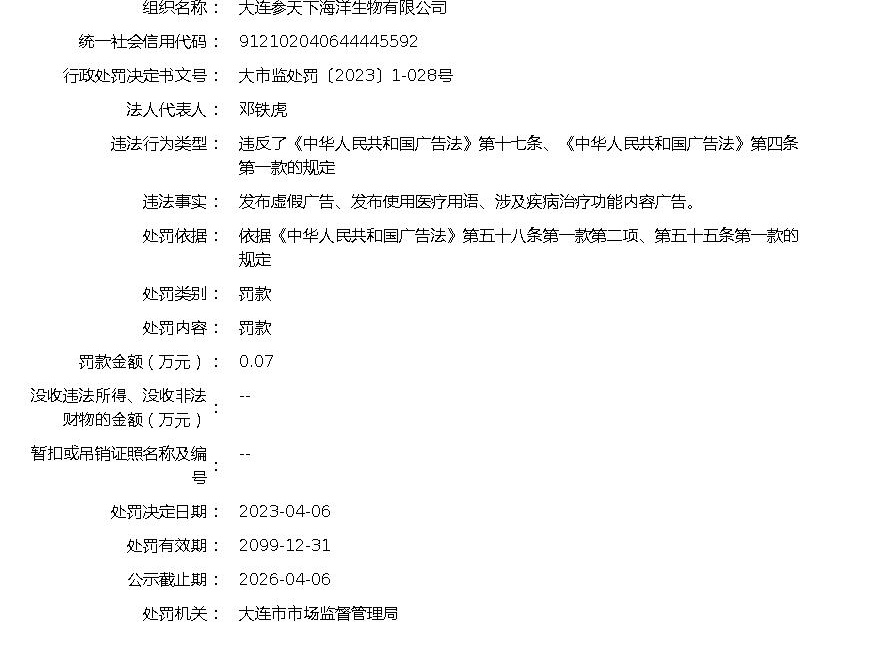 组织名称： 大连参天下海洋生物有限公司
统一社会信用代码： 912102040644445592
行政处罚决定书文号： 大市监处罚〔2023〕1-028号
法人代表人： 邓铁虎
违法行为类型： 违反了《中华人民共和国广告法》第十七条、《中华人民共和国广告法》第四条
第一款的规定
违法事实： 发布虚假广告、发布使用医疗用语、涉及疾病治疗功能内容广告。
处罚依据： 依据《中华人民共和国广告法》第五十八条第一款第二项、第五十五条第一款的
规定
处罚类别： 罚款
处罚内容： 罚款
罚款金额（万元）： 0.07
没收违法所得、没收非法
财物的金额（万元）： --
暂扣或吊销证照名称及编
号： --
处罚决定日期： 2023-04-06
处罚有效期： 2099-12-31
公示截止期： 2026-04-06
处罚机关： 大连市市场监督管理局